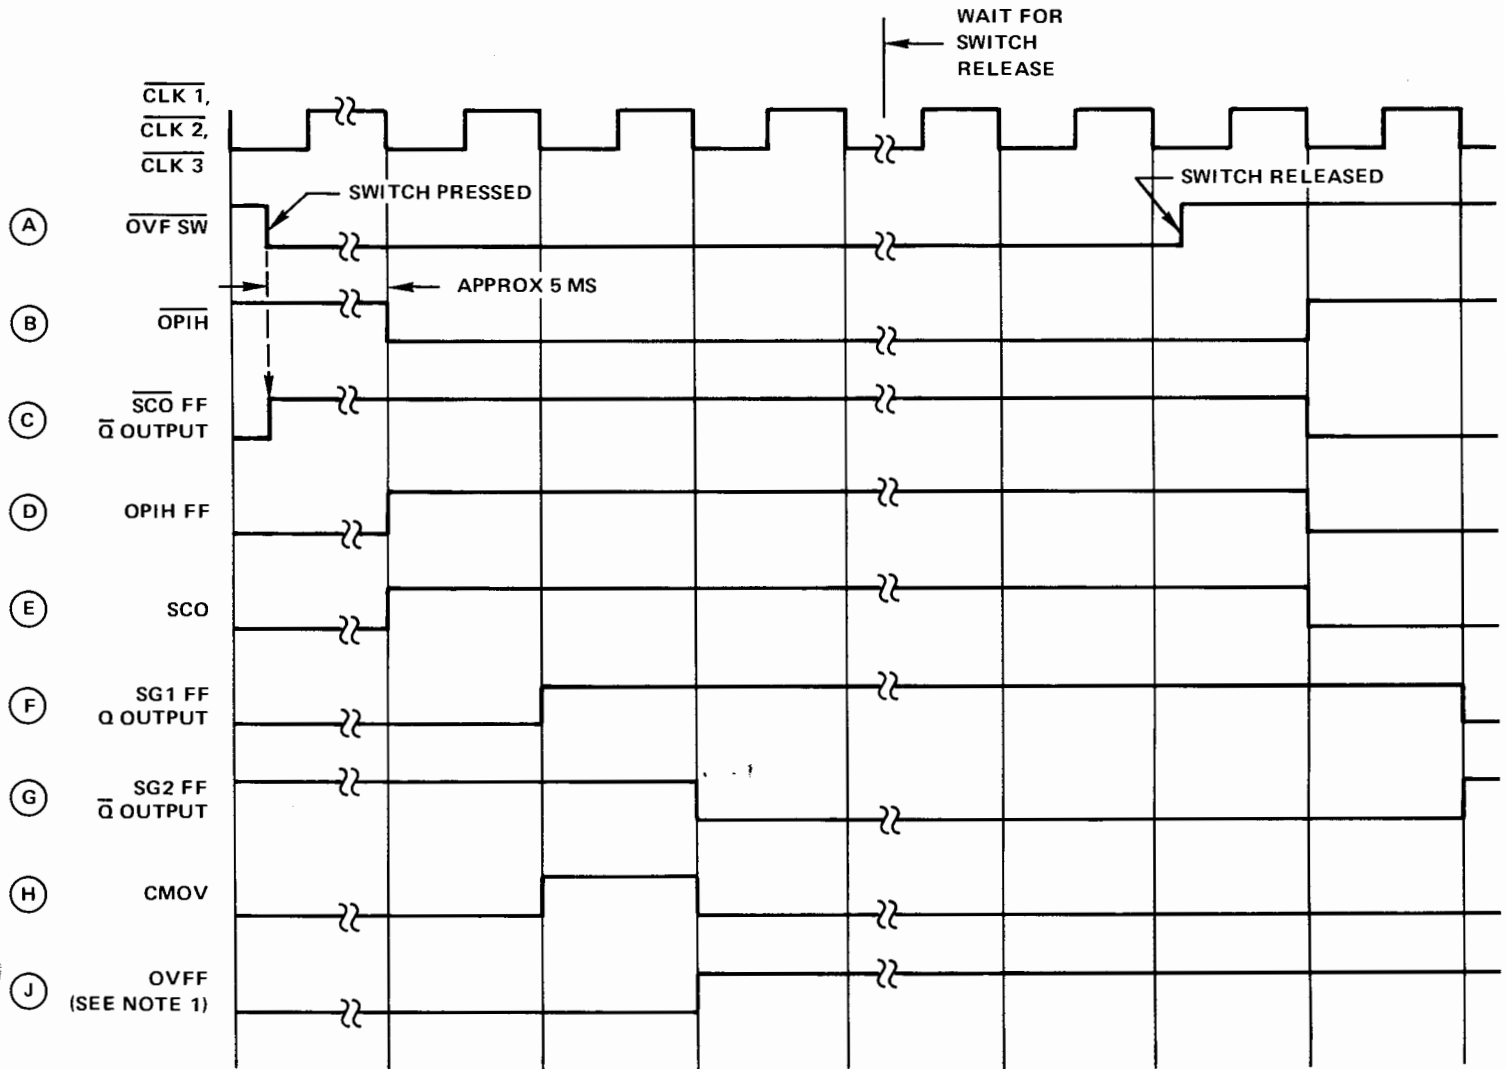 WAIT FOR
SWITCH
RELEASE
CLK 1,
CLK 2,
CLK 3
SWITCH PRESSED
SWITCH RELEASED
A
OVF SW
APPROX 5 MS
B
OPIH
C
SCO FF
Q OUTPUT
D
OPIH FF
E
SCO
F
SG1 FF
Q OUTPUT
G
SG2 FF
Q OUTPUT
H
CMOV
J
OVFF
(SEE NOTE 1)